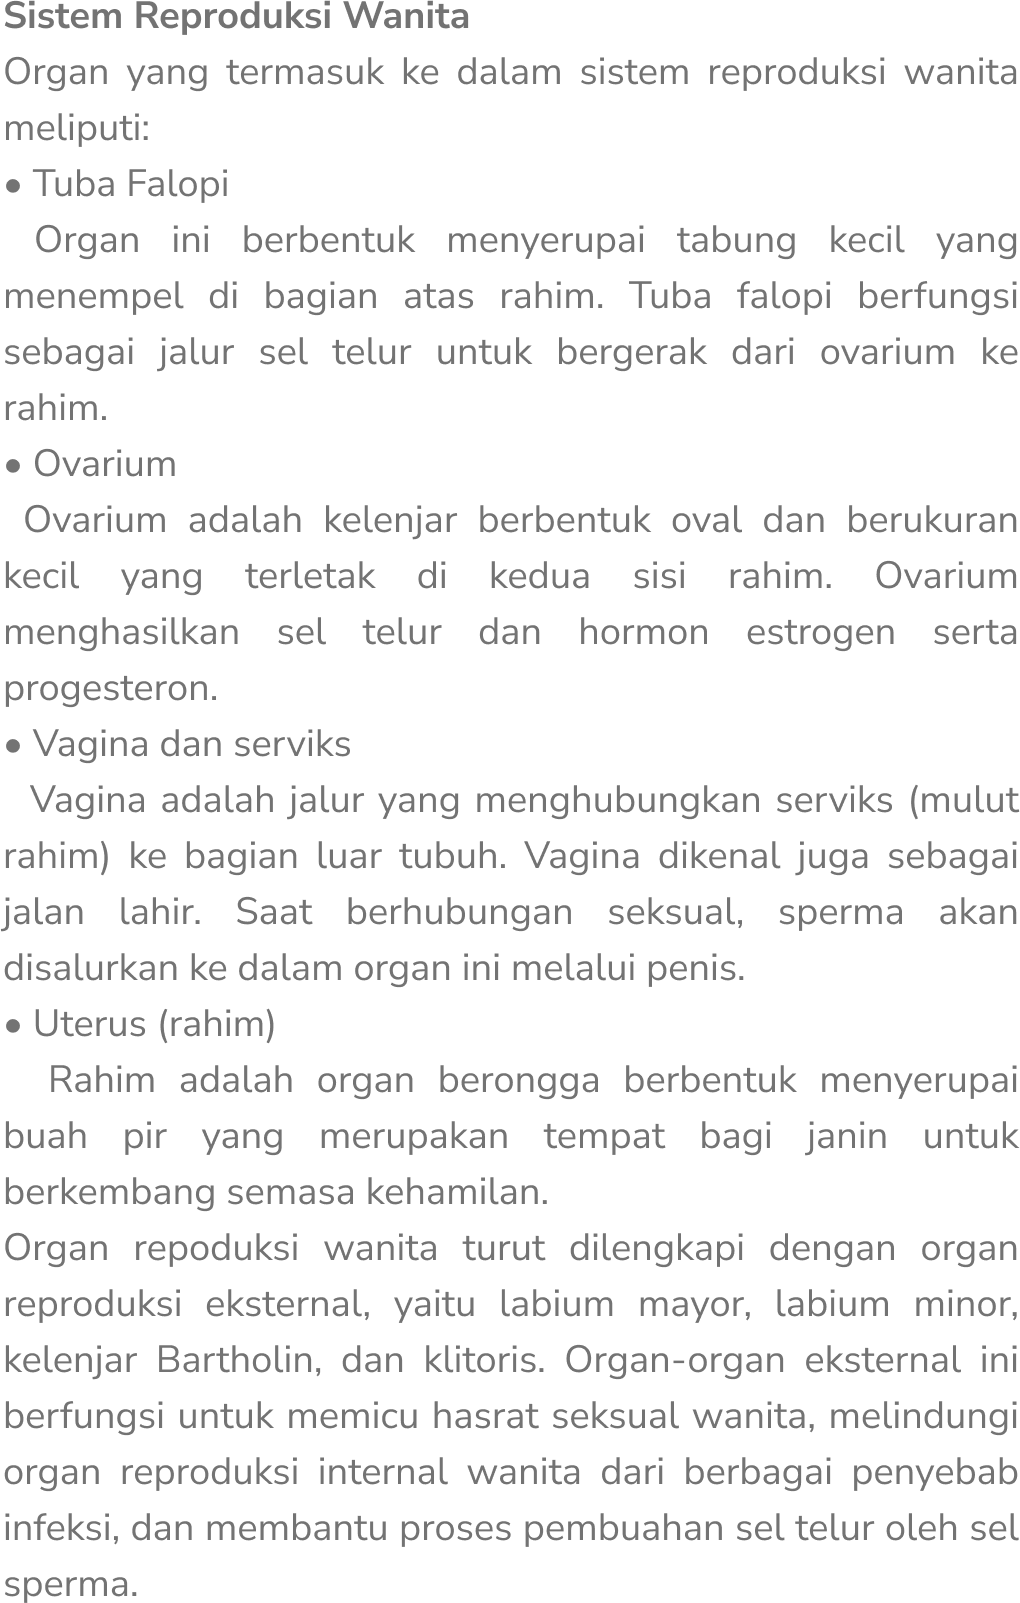 Sistem Reproduksi Wanita
Organ yang termasuk ke dalam sistem reproduksi wanita
meliputi:
• Tuba Falopi
Organ ini berbentuk menyerupai tabung kecil yang
menempel di bagian atas rahim. Tuba falopi berfungsi
sebagai jalur sel telur untuk bergerak dari ovarium ke
rahim.
• Ovarium
Ovarium adalah kelenjar berbentuk oval dan berukuran
kecil yang terletak di kedua sisi rahim. Ovarium
menghasilkan sel telur dan hormon estrogen serta
progesteron.
• Vagina dan serviks
Vagina adalah jalur yang menghubungkan serviks (mulut
rahim) ke bagian luar tubuh. Vagina dikenal juga sebagai
jalan lahir. Saat berhubungan seksual, sperma akan
disalurkan ke dalam organ ini melalui penis.
• Uterus (rahim)
Rahim adalah organ berongga berbentuk menyerupai
buah pir yang merupakan tempat bagi janin untuk
berkembang semasa kehamilan.
Organ repoduksi wanita turut dilengkapi dengan organ
reproduksi eksternal, yaitu labium mayor, labium minor,
kelenjar Bartholin, dan klitoris. Organ-organ eksternal ini
berfungsi untuk memicu hasrat seksual wanita, melindungi
organ reproduksi internal wanita dari berbagai penyebab
infeksi, dan membantu proses pembuahan sel telur oleh sel
sperma.